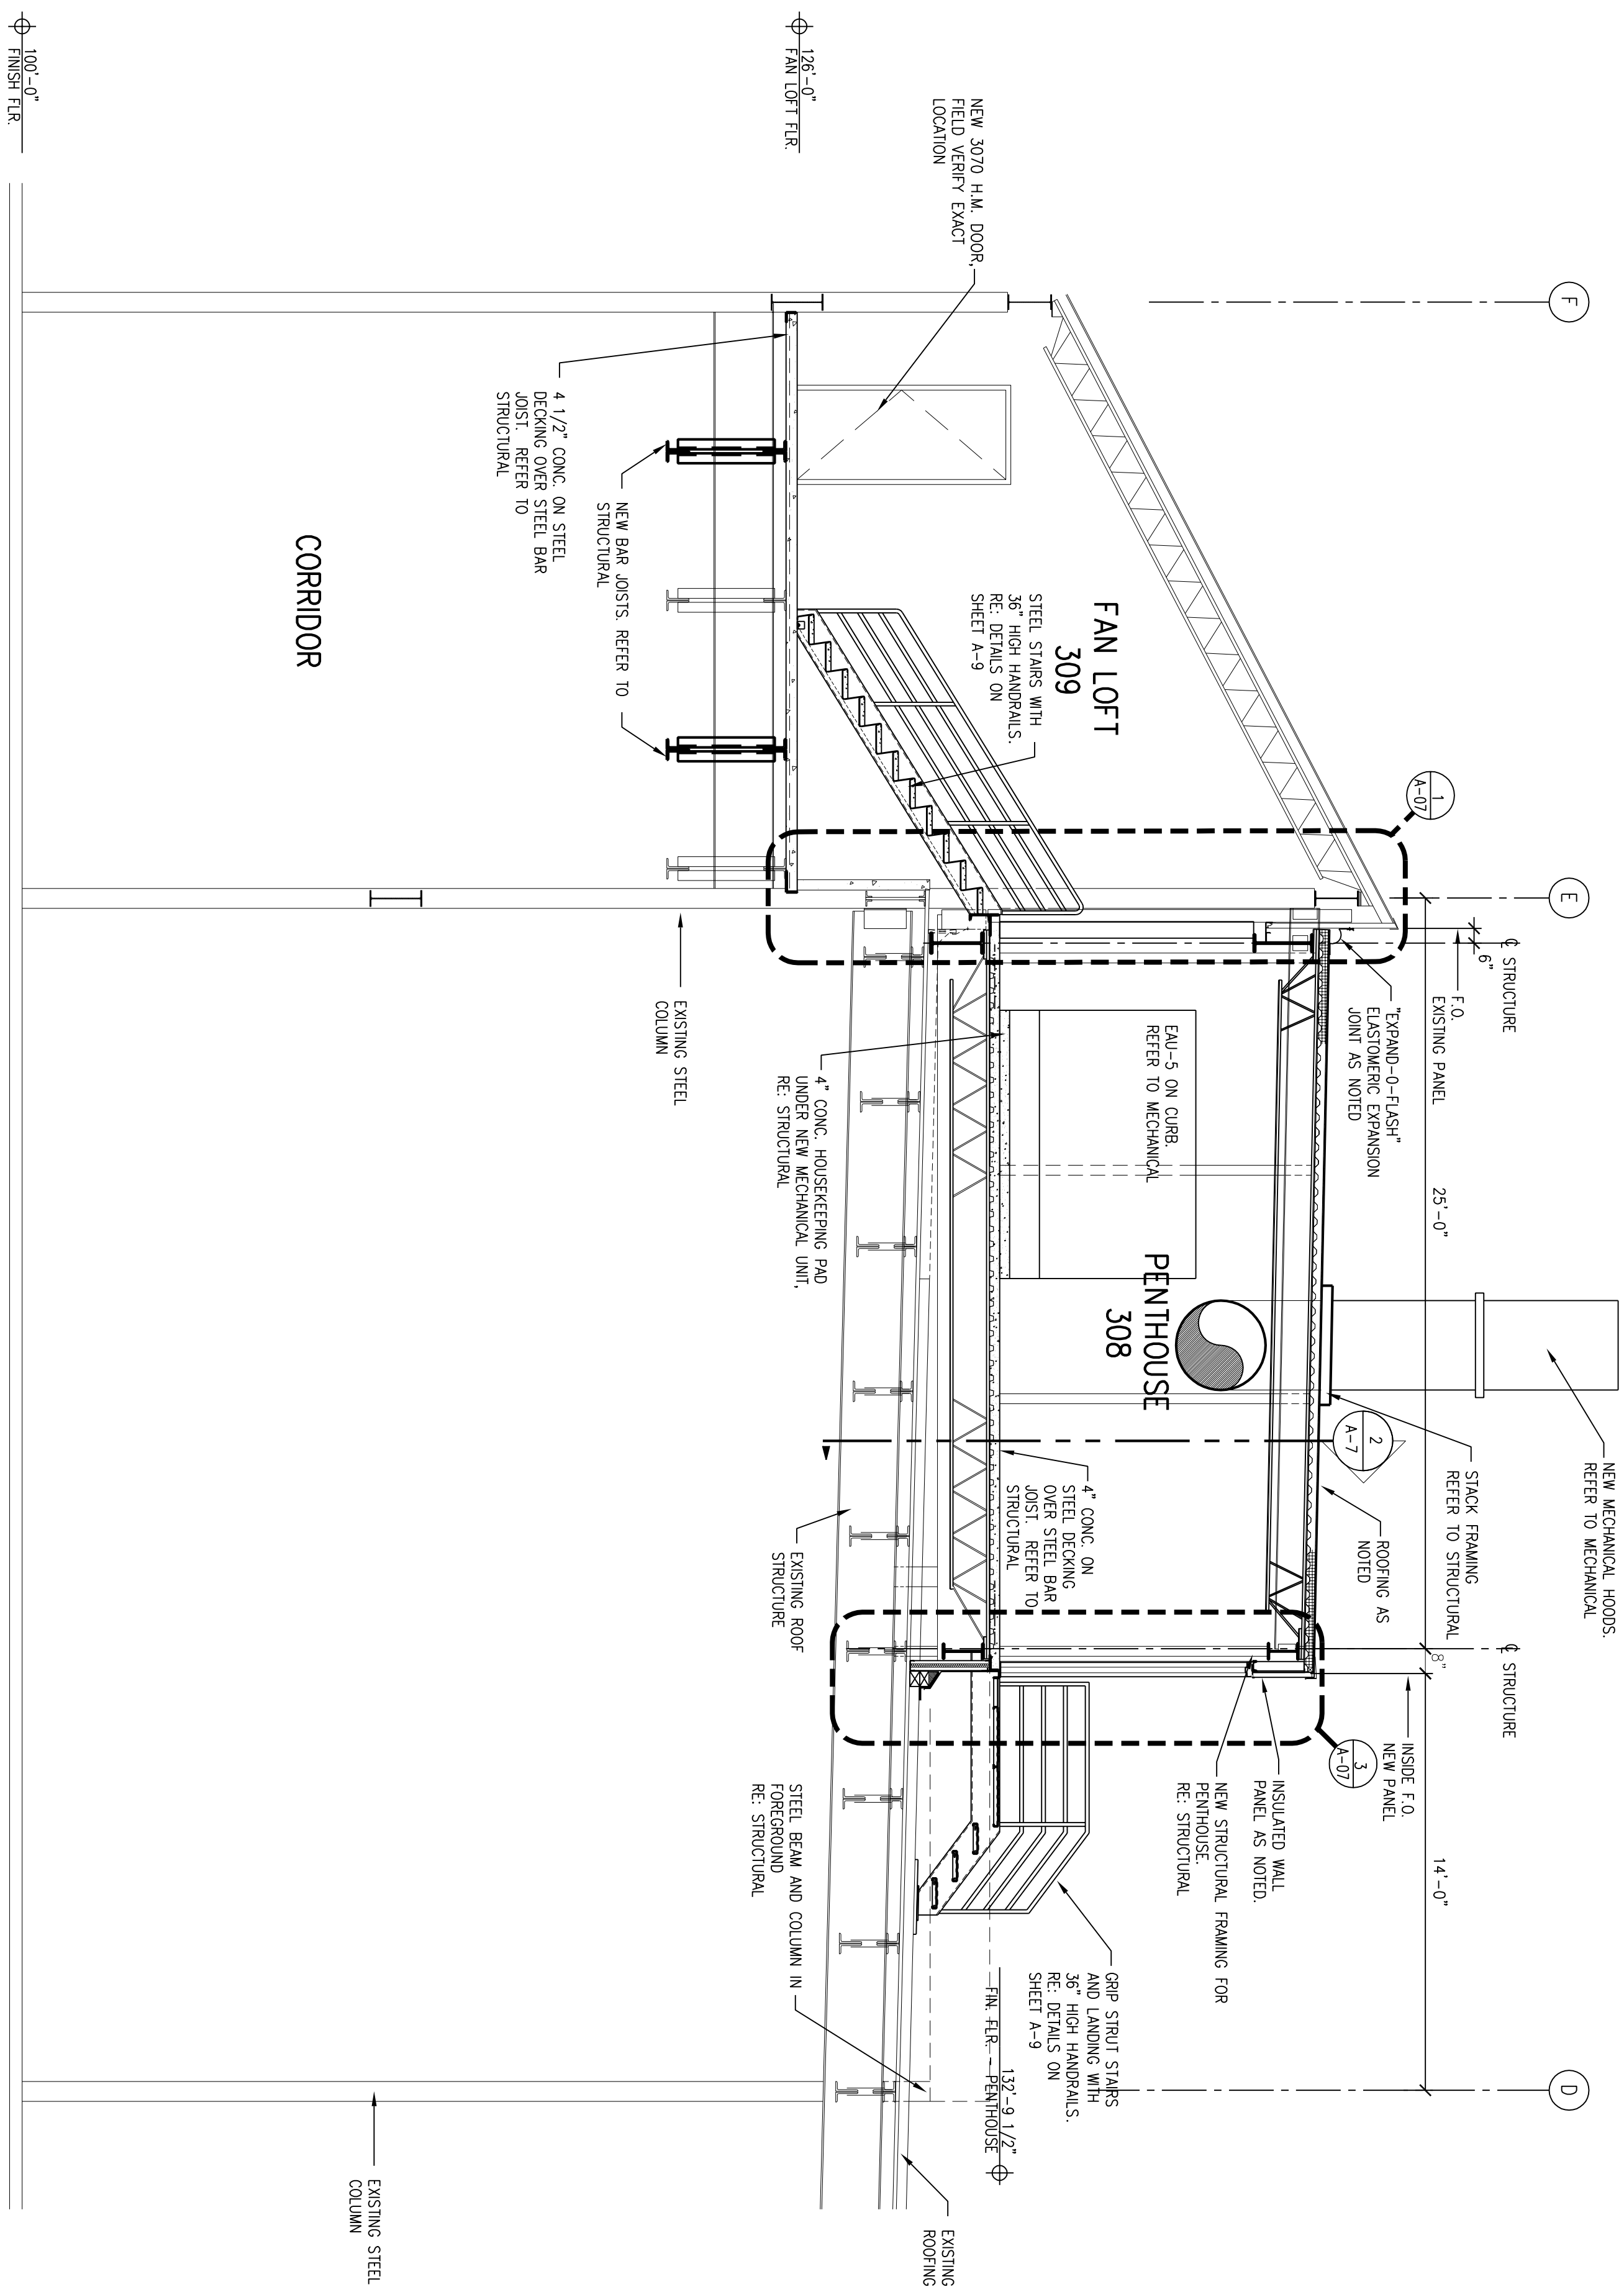 F
E
D
NEW MECHANICAL HOODS.
REFER TO MECHANICAL
STACK FRAMING
REFER TO STRUCTURAL
ROOFING AS
NOTED
℄ STRUCTURE
6"
F.O.
EXISTING PANEL
"EXPAND-O-FLASH"
ELASTOMERIC EXPANSION
JOINT AS NOTED
25'-0"
℄ STRUCTURE
8"
14'-0"
INSIDE F.O.
NEW PANEL
1
A-07
2
A-7
3
A-07
INSULATED WALL
PANEL AS NOTED.
NEW STRUCTURAL FRAMING FOR
PENTHOUSE.
RE: STRUCTURAL
GRIP STRUT STAIRS
AND LANDING WITH
36" HIGH HANDRAILS.
RE: DETAILS ON
SHEET A-9
132'-9 1/2"
FIN. FLR. - PENTHOUSE
FAN LOFT
309
STEEL STAIRS WITH
36" HIGH HANDRAILS.
RE: DETAILS ON
SHEET A-9
EAU-5 ON CURB.
REFER TO MECHANICAL
PENTHOUSE
308
4" CONC. ON
STEEL DECKING
OVER STEEL BAR
JOIST. REFER TO
STRUCTURAL
NEW 3070 H.M. DOOR,
FIELD VERIFY EXACT
LOCATION
126'-0"
FAN LOFT FLR.
4" CONC. HOUSEKEEPING PAD
UNDER NEW MECHANICAL UNIT,
RE: STRUCTURAL
EXISTING ROOF
STRUCTURE
STEEL BEAM AND COLUMN IN
FOREGROUND
RE: STRUCTURAL
EXISTING
ROOFING
NEW BAR JOISTS. REFER TO
STRUCTURAL
4 1/2" CONC. ON STEEL
DECKING OVER STEEL BAR
JOIST. REFER TO
STRUCTURAL
EXISTING STEEL
COLUMN
CORRIDOR
EXISTING STEEL
COLUMN
100'-0"
FINISH FLR.